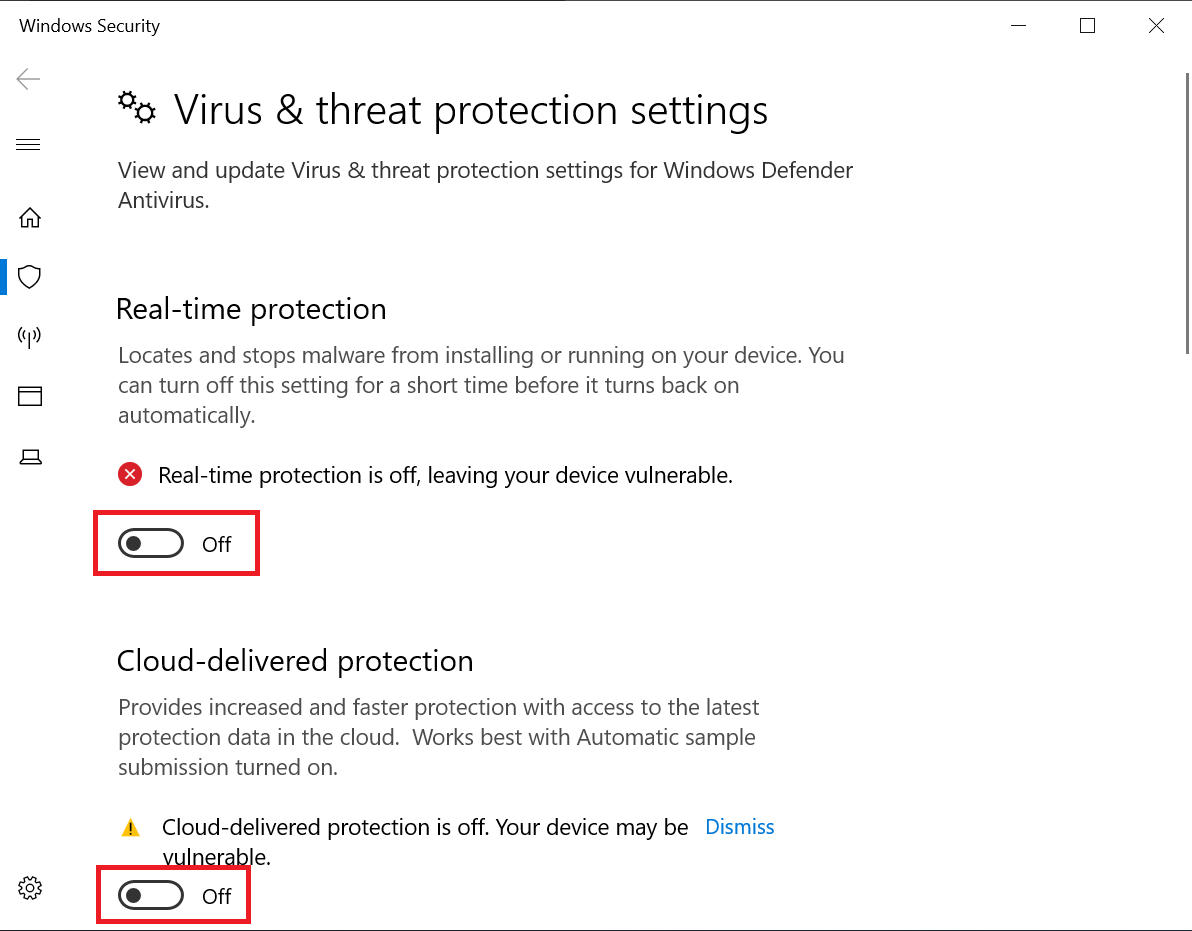 Windows Security
Virus & threat protection settings
View and update Virus & threat protection settings for Windows Defender
Antivirus.
Real-time protection
Locates and stops malware from installing or running on your device. You
can turn off this setting for a short time before it turns back on
automatically.
Real-time protection is off, leaving your device vulnerable.
Off
Cloud-delivered protection
Provides increased and faster protection with access to the latest
protection data in the cloud.  Works best with Automatic sample
submission turned on.
Cloud-delivered protection is off. Your device may be Dismiss
vulnerable.
Off